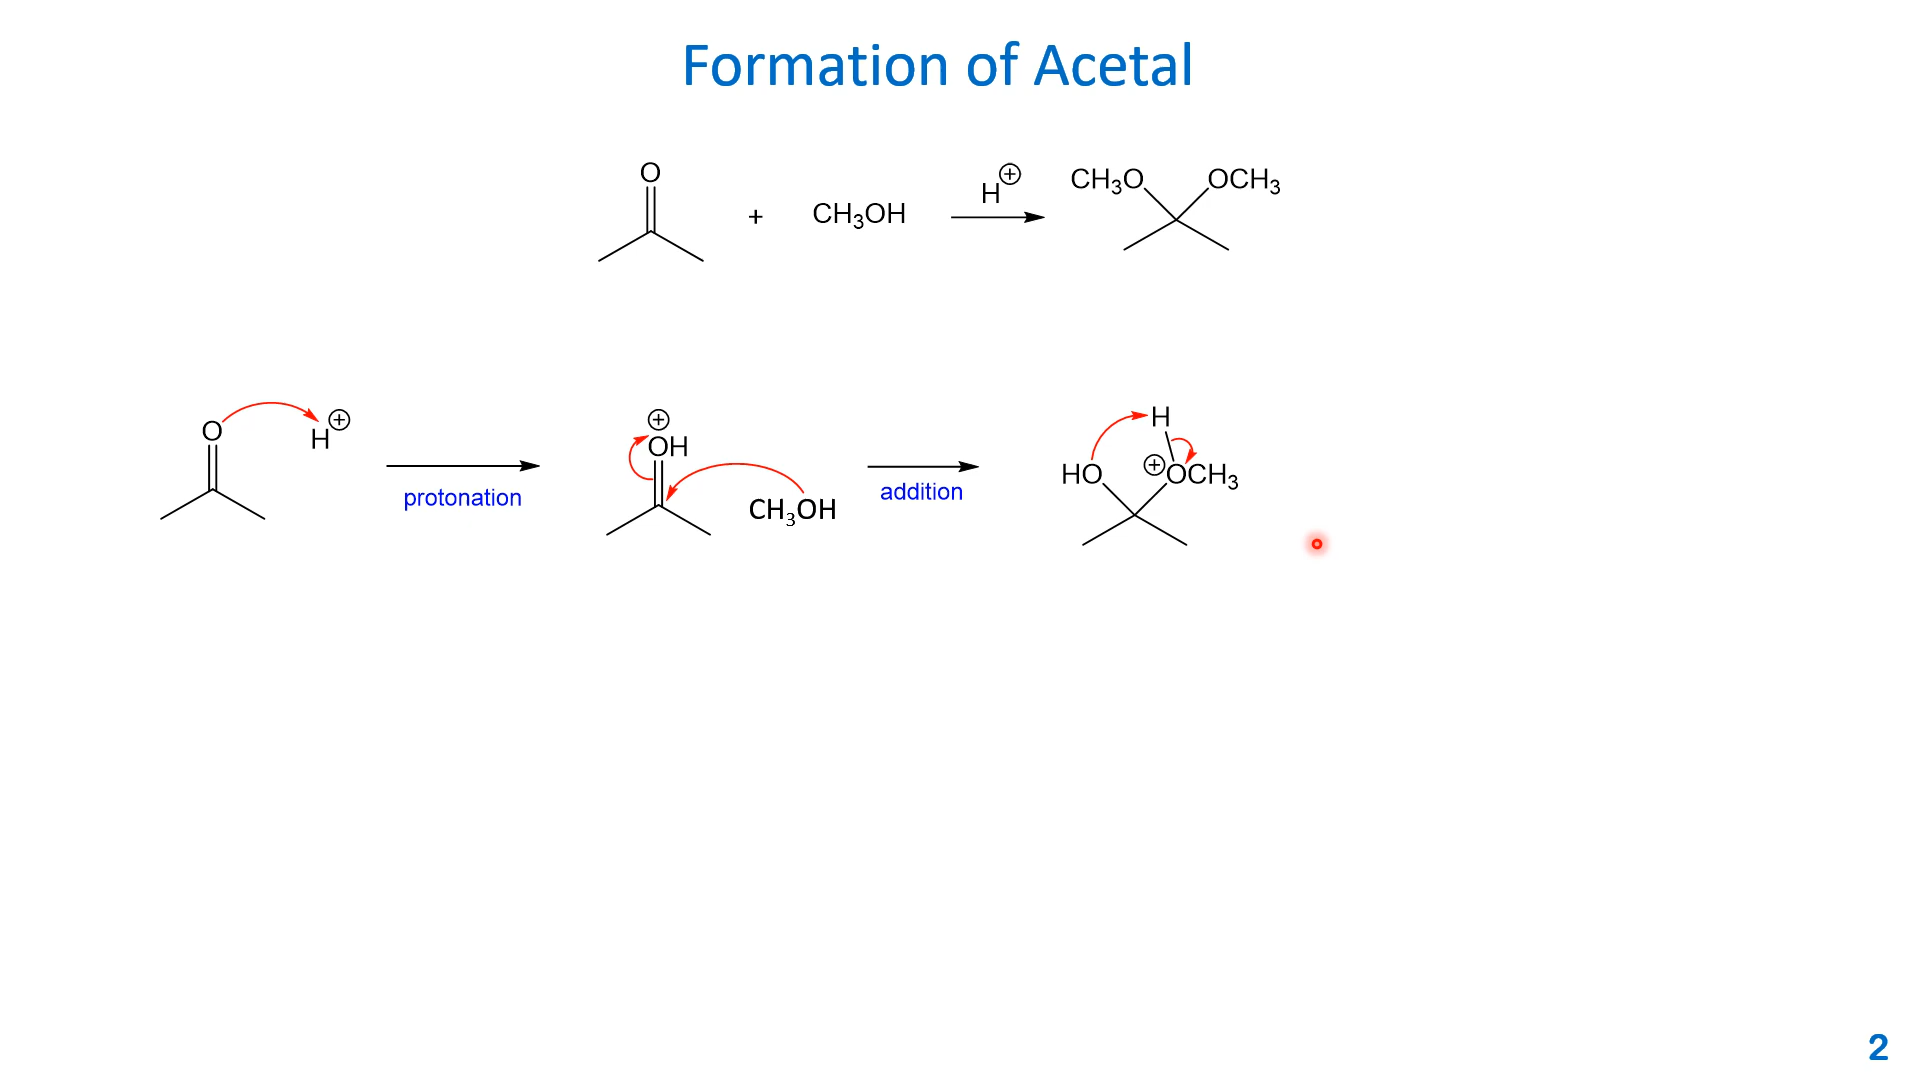 Formation of Acetal
O
+
CH₃OH
H⊕
CH₃O
OCH₃
O
H⊕
protonation
⊕
OH
CH₃OH
addition
H
HO
⊕
OCH₃
2